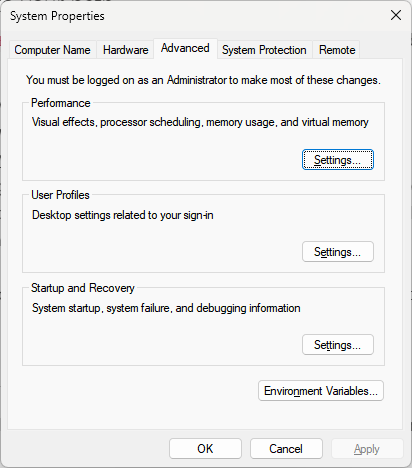 System Properties
Computer Name Hardware Advanced System Protection Remote
You must be logged on as an Administrator to make most of these changes.
Performance
Visual effects, processor scheduling, memory usage, and virtual memory
Settings...
User Profiles
Desktop settings related to your sign-in
Settings...
Startup and Recovery
System startup, system failure, and debugging information
Settings...
Environment Variables...
OK Cancel Apply